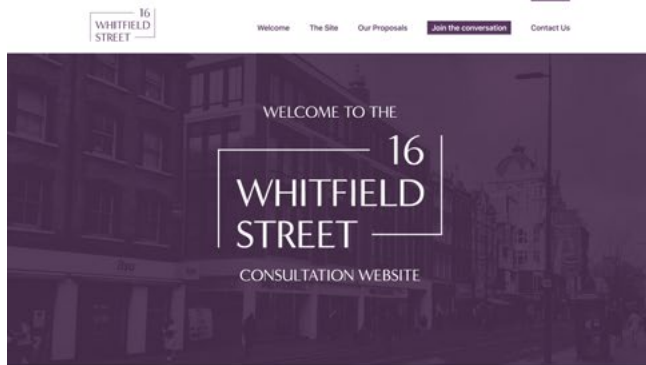 16
WHITFIELD
STREET
Welcome
The Site
Our Proposals
Join the conversation
Contact Us
WELCOME TO THE
16
WHITFIELD
STREET
CONSULTATION WEBSITE